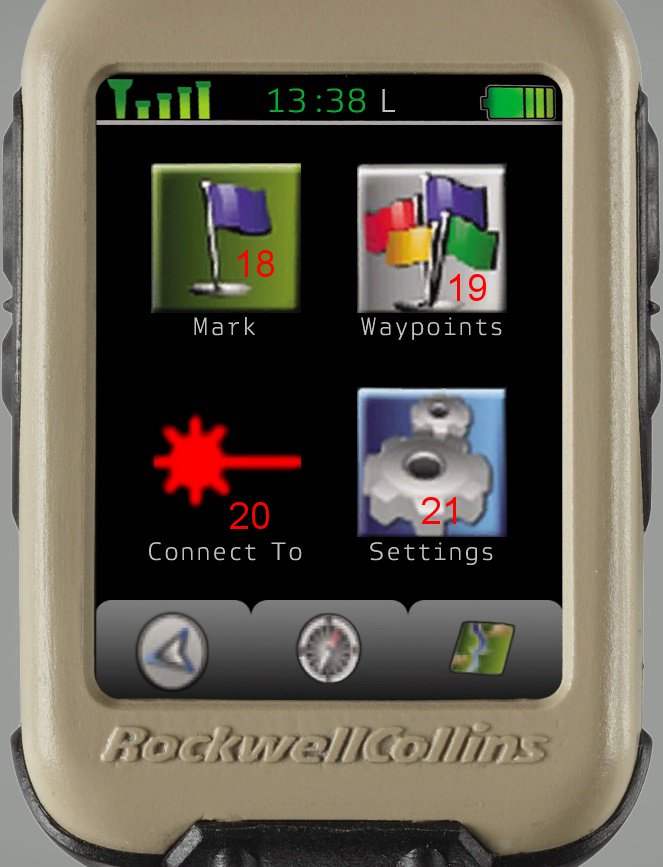 13:38 L
18 19
Mark Waypoints
20 21
Connect To Settings
RockwellCollins